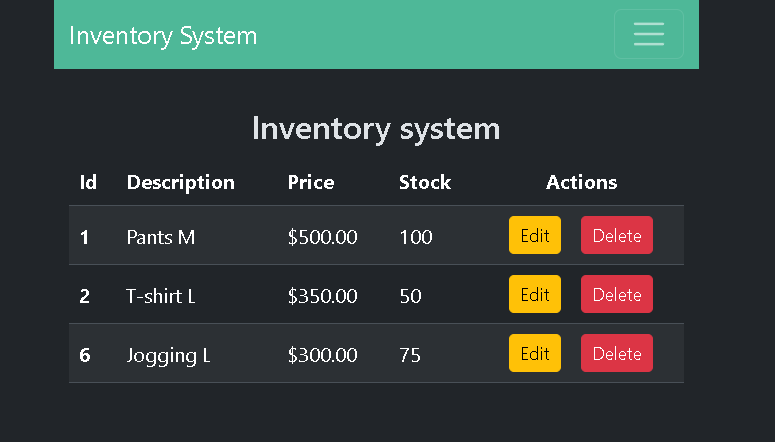 Inventory System
Inventory system
Id Description Price Stock Actions
1 Pants M $500.00 100 Edit Delete
2 T-shirt L $350.00 50 Edit Delete
6 Jogging L $300.00 75 Edit Delete